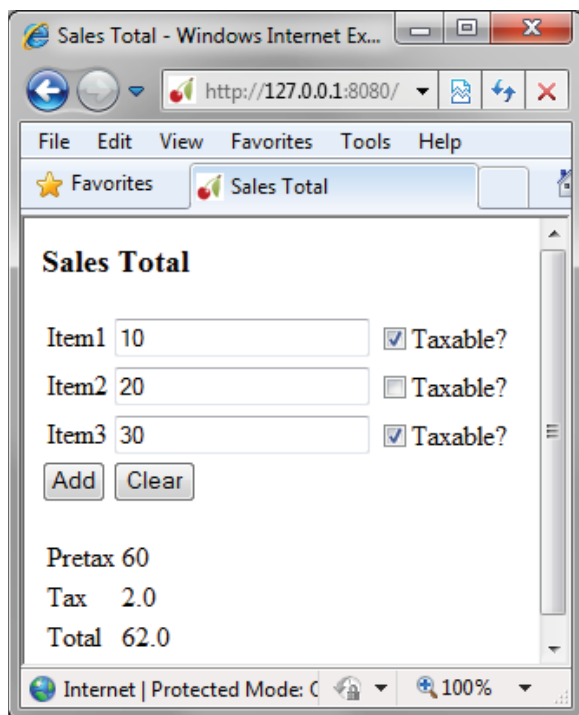 Sales Total - Windows Internet Ex...
http://127.0.0.1:8080/
File Edit View Favorites Tools Help
Favorites Sales Total
Sales Total
Item1 10 Taxable?
Item2 20 Taxable?
Item3 30 Taxable?
Add Clear
Pretax 60
Tax 2.0
Total 62.0
Internet | Protected Mode: 100%